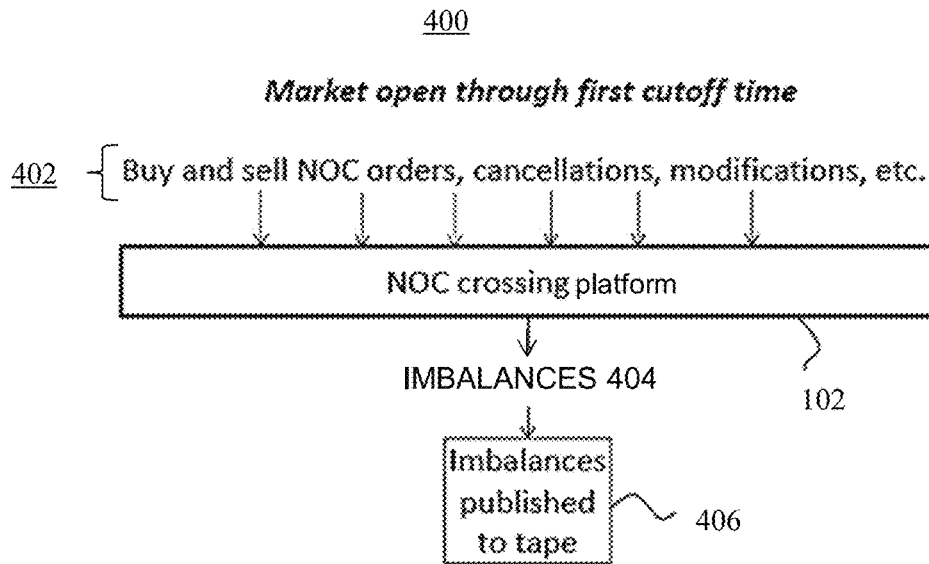 400
Market open through first cutoff time
402
Buy and sell NOC orders, cancellations, modifications, etc.
NOC crossing platform
IMBALANCES 404
102
Imbalances
published
to tape
406